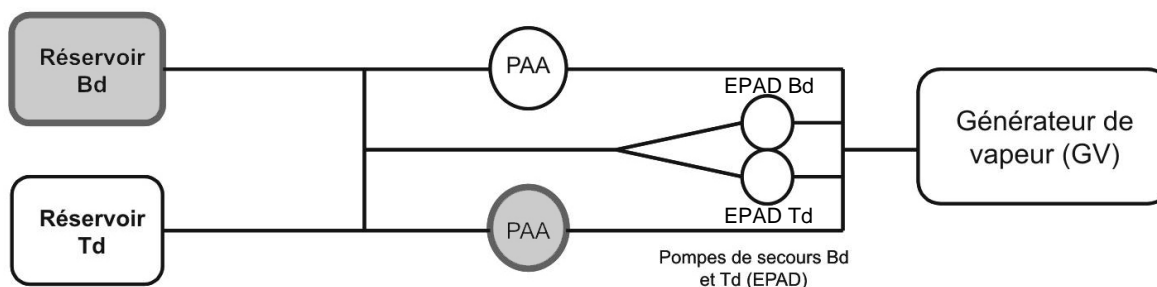 Réservoir
Bd
PAA
EPAD Bd
Générateur de
vapeur (GV)
Réservoir
Td
PAA
EPAD Td
Pompes de secours Bd
et Td (EPAD)